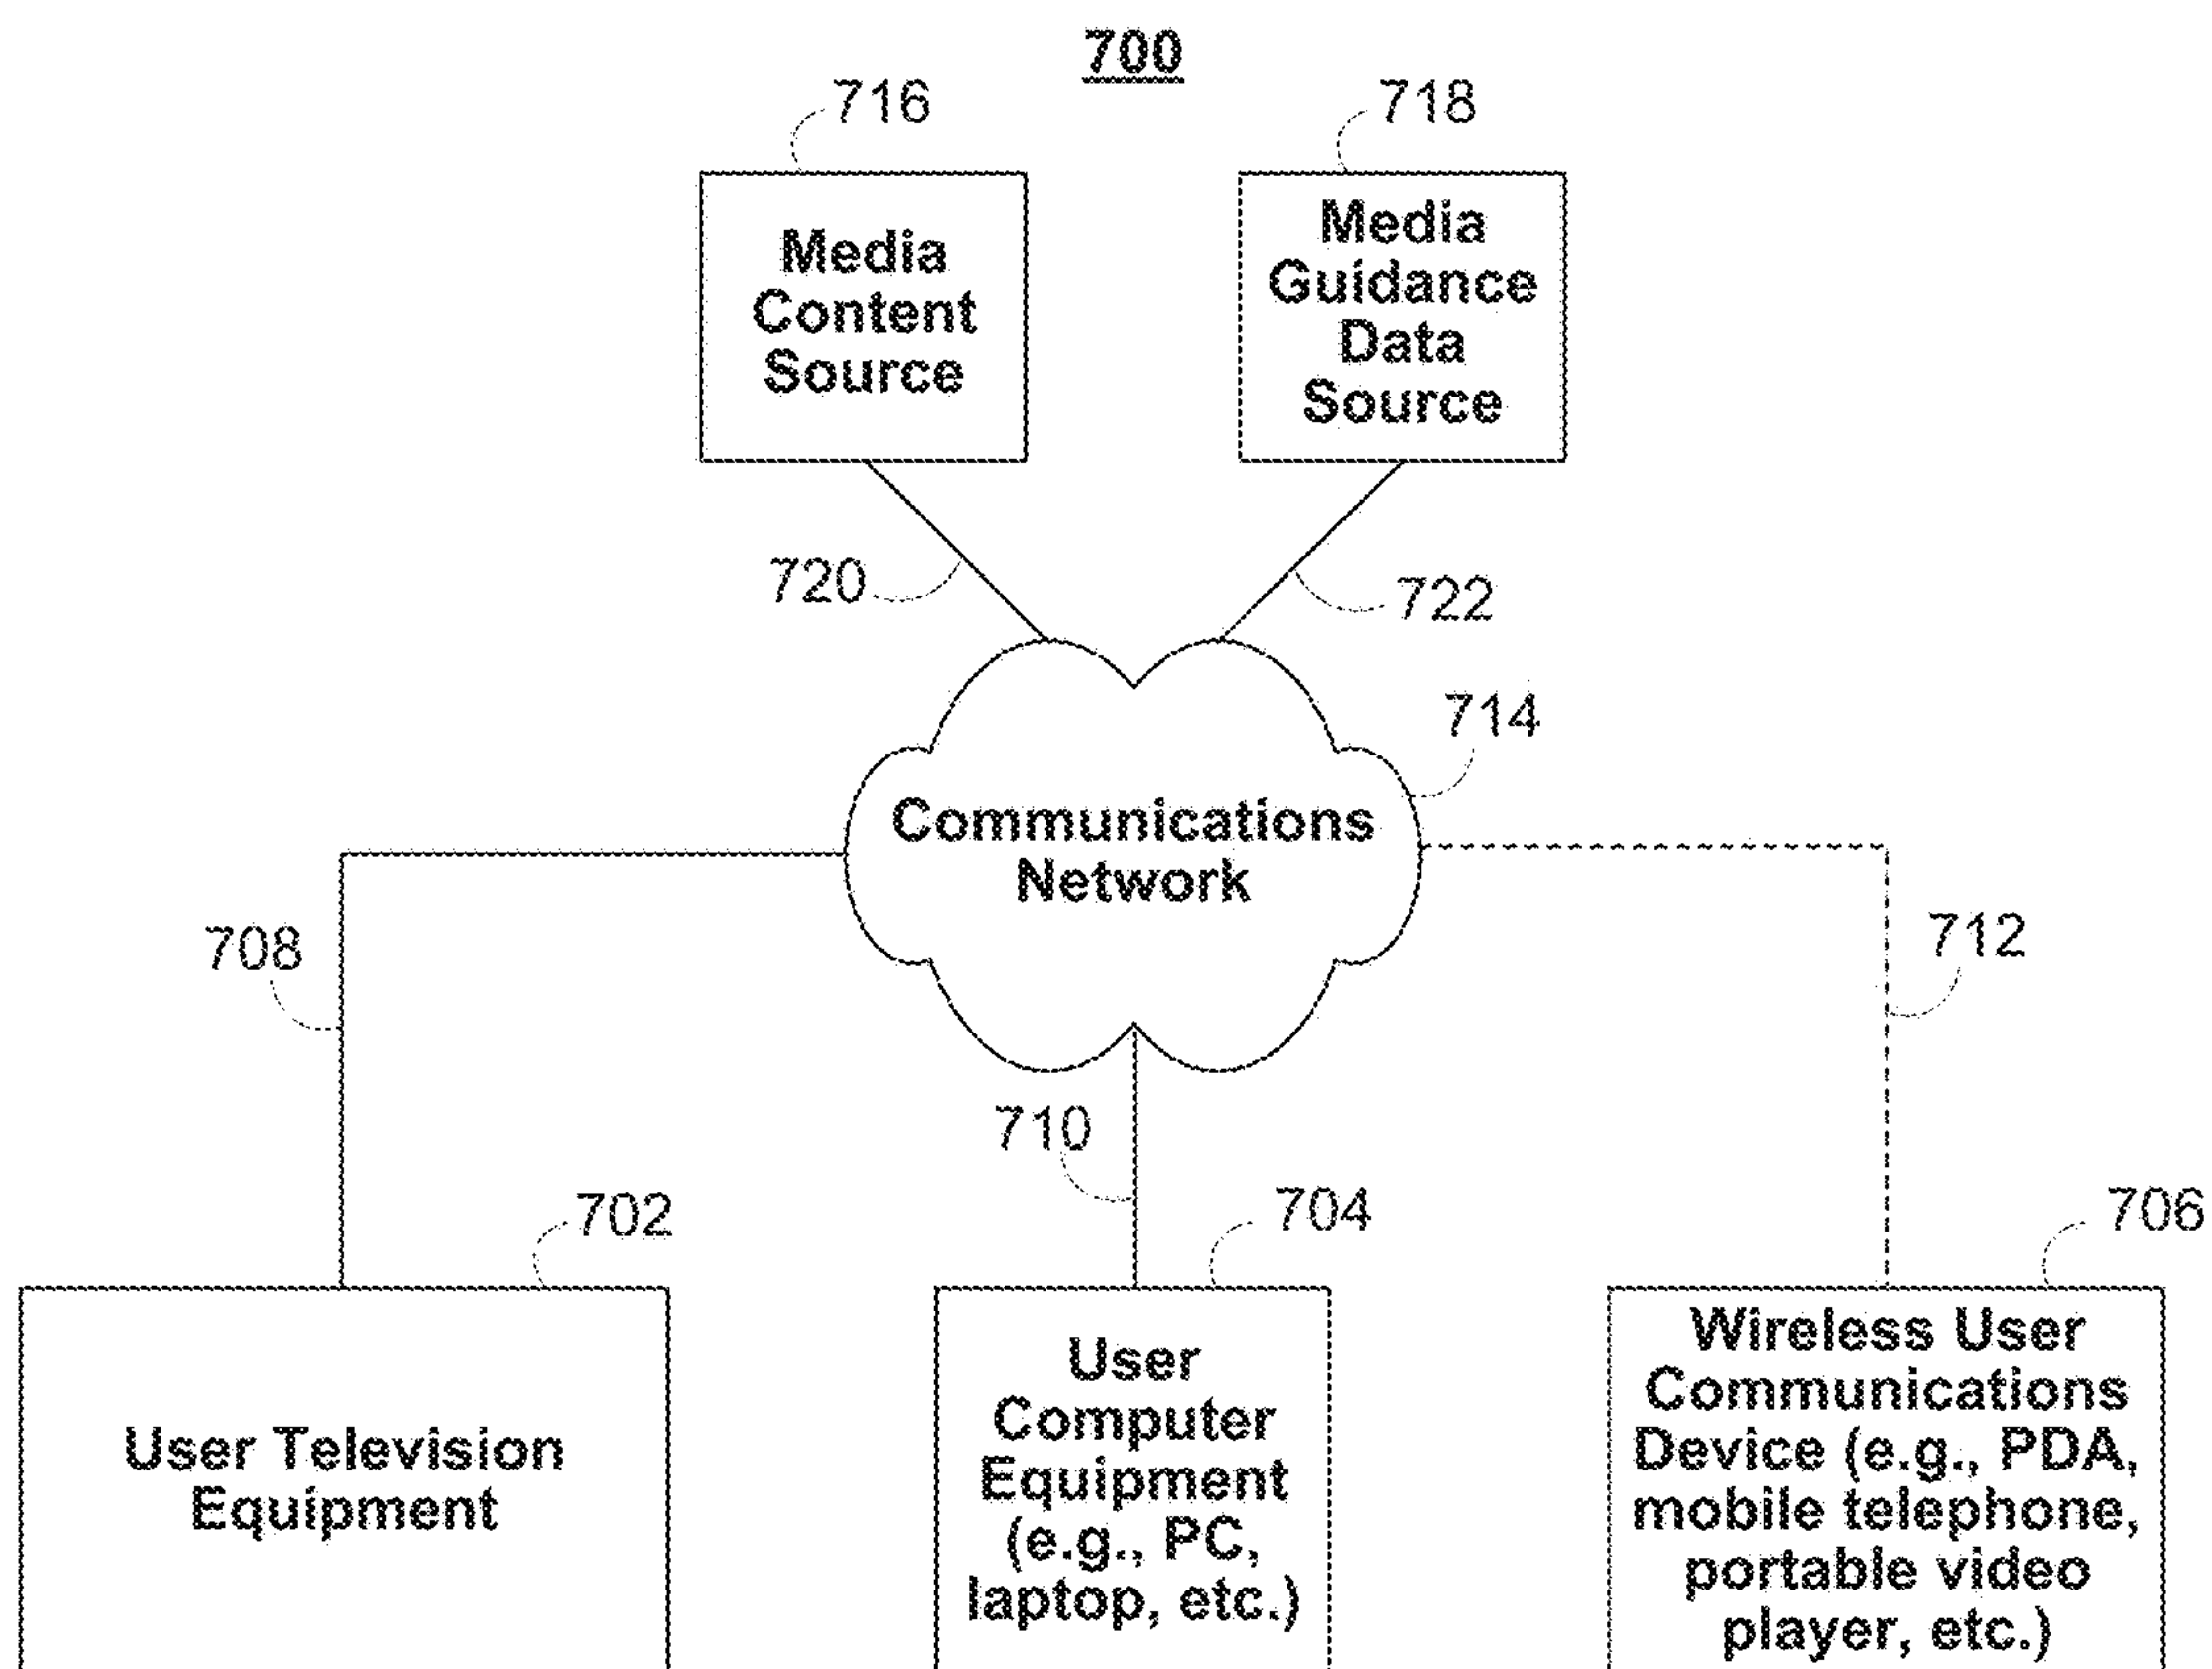 700
716
718
Media
Content
Source
Media
Guidance
Data
Source
720
722
714
Communications
Network
708
712
710
702
704
706
User Television
Equipment
User
Computer
Equipment
(e.g., PC,
laptop, etc.)
Wireless User
Communications
Device (e.g., PDA,
mobile telephone,
portable video
player, etc.)